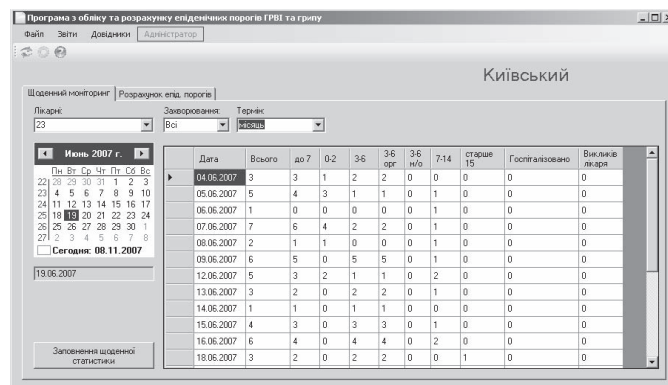 Програма з обліку та розрахунку епідемічних порогів ГРВІ та грипу
Файл Звіти Довідники Адміністратор
Київський
Щоденний моніторинг Розрахунок епід. порогів
Лікарні: Захворювання: Термін:
23 Всі місяць
Июнь 2007 г.
Пн Вт Ср Чт Пт Сб Вс
22 28 29 30 31 1 2 3
23 4 5 6 7 8 9 10
24 11 12 13 14 15 16 17
25 18 19 20 21 22 23 24
26 25 26 27 28 29 30 1
27 2 3 4 5 6 7 8
Сегодня: 08.11.2007
19.06.2007
Заповнення щоденної
статистики
Дата Всього до 7 0-2 3-6 3-6 орг 3-6 н/о 7-14 старше 15 Госпіталізовано Викликів лікаря
04.06.2007 3 3 1 2 2 0 0 0 0 0
05.06.2007 5 4 3 1 1 0 1 0 0 0
06.06.2007 1 0 0 0 0 0 1 0 0 0
07.06.2007 7 6 4 2 2 0 1 0 0 0
08.06.2007 2 1 1 0 0 0 1 0 0 0
09.06.2007 6 5 0 5 5 0 1 0 0 0
12.06.2007 5 3 2 1 1 0 2 0 0 0
13.06.2007 3 2 0 2 2 0 1 0 0 0
14.06.2007 1 1 0 1 1 0 0 0 0 0
15.06.2007 4 3 0 3 3 0 1 0 0 0
16.06.2007 6 4 0 4 4 0 2 0 0 0
18.06.2007 3 2 0 2 2 0 0 1 0 0